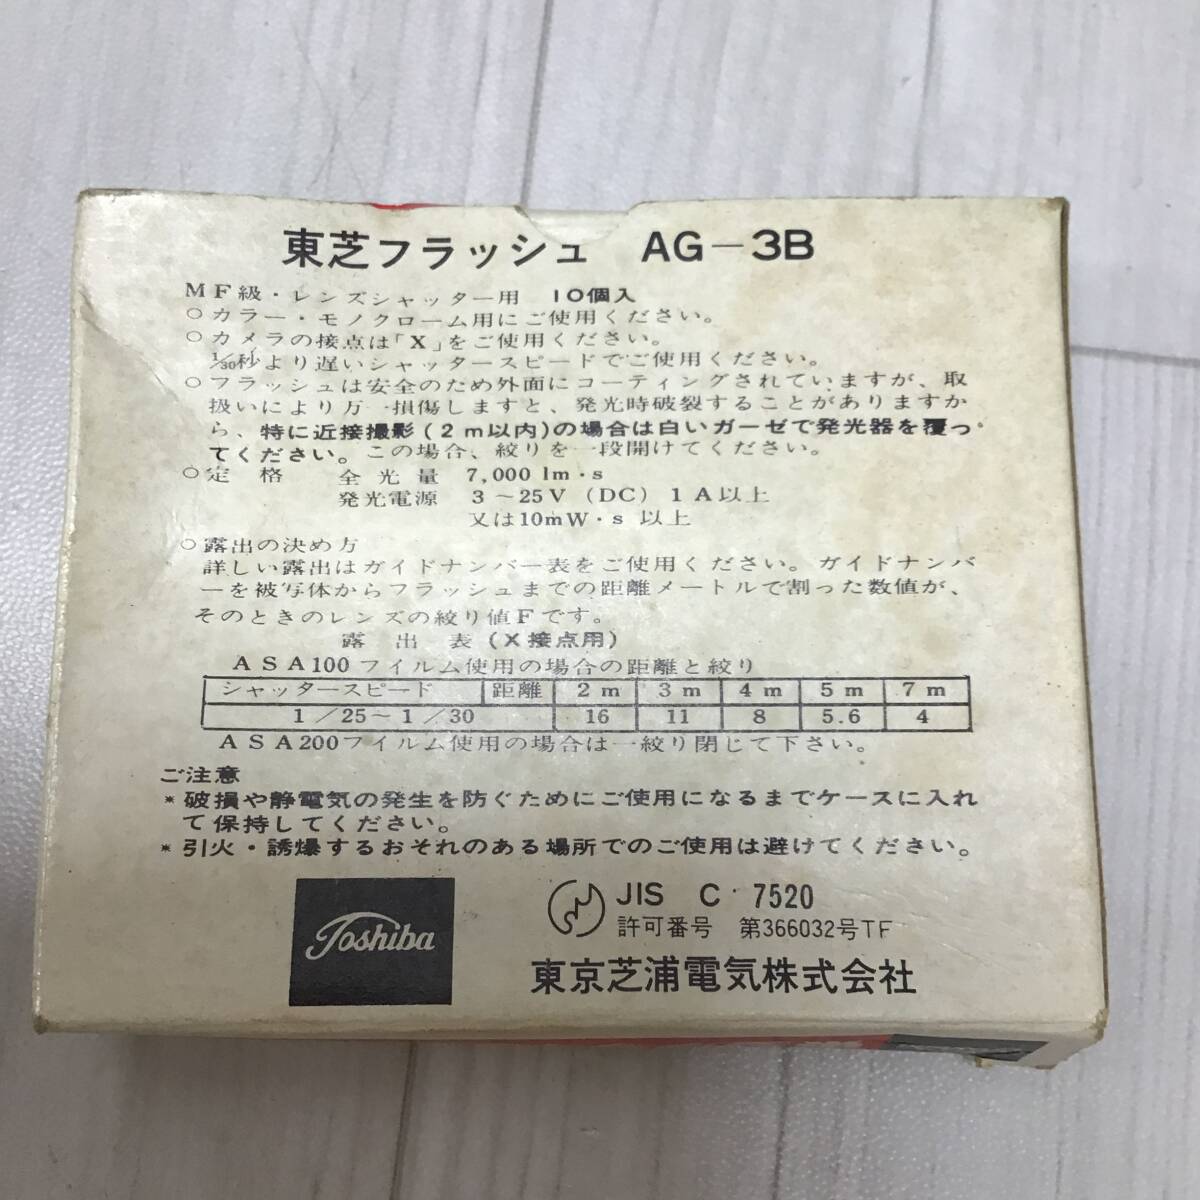 東芝フラッシュ AG-3B
MF級・レンズシャッター用 10個入
○カラー・モノクローム用にご使用ください。
○カメラの接点は「X」をご使用ください。
1/30秒より遅いシャッタースピードでご使用ください。
○フラッシュは安全のため外面にコーティングされていますが、取
扱いにより万一損傷しますと、発光時破裂することがありますか
ら、特に近接撮影(2m以内)の場合は白いガーゼで発光器を覆っ
てください。この場合、絞りを一段開けてください。
○定格 全光量 7,000 lm・s
発光電源 3~25V (DC) 1A以上
又は10mW・s 以上
○露出の決め方
詳しい露出はガイドナンバー表をご使用ください。ガイドナンバ
ーを被写体からフラッシュまでの距離メートルで割った数値が、
そのときのレンズの絞り値Fです。
露出表(X接点用)
ASA100フイルム使用の場合の距離と絞り
シャッタースピード 距離 2m 3m 4m 5m 7m
1/25~1/30 16 11 8 5.6 4
ASA200フイルム使用の場合は一絞り閉じて下さい。
ご注意
*破損や静電気の発生を防ぐためにご使用になるまでケースに入れ
て保持してください。
*引火・誘爆するおそれのある場所でのご使用は避けてください。
Toshiba
JIS C 7520
許可番号 第366032号TF
東京芝浦電気株式会社